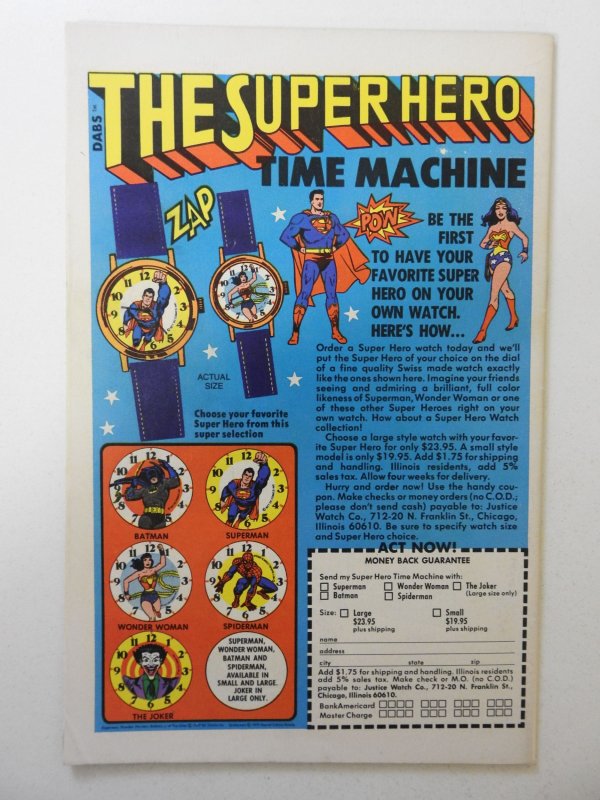 DABS™
THE SUPER HERO
TIME MACHINE
ZAP
POW
BE THE
FIRST
TO HAVE YOUR
FAVORITE SUPER
HERO ON YOUR
OWN WATCH.
HERE'S HOW...
ACTUAL
SIZE
Choose your favorite
Super Hero from this
super selection
Order a Super Hero watch today and we'll
put the Super Hero of your choice on the dial
of a fine quality Swiss made watch exactly
like the ones shown here. Imagine your friends
seeing and admiring a brilliant, full color
likeness of Superman, Wonder Woman or one
of these other Super Heroes right on your
own watch. How about a Super Hero Watch
collection!
Choose a large style watch with your favor-
ite Super Hero for only $23.95. A small style
model is only $19.95. Add $1.75 for shipping
and handling. Illinois residents, add 5%
sales tax. Allow four weeks for delivery.
Hurry and order now! Use the handy cou-
pon. Make checks or money orders (no C.O.D.;
please don't send cash) payable to: Justice
Watch Co., 712-20 N. Franklin St., Chicago,
Illinois 60610. Be sure to specify watch size
and Super Hero choice.
BATMAN
SUPERMAN
WONDER WOMAN
SPIDERMAN
THE JOKER
SUPERMAN,
WONDER WOMAN,
BATMAN AND
SPIDERMAN,
AVAILABLE IN
SMALL AND LARGE.
JOKER IN
LARGE ONLY.
ACT NOW!
MONEY BACK GUARANTEE
Send my Super Hero Time Machine with:
Superman Wonder Woman The Joker
Batman Spiderman (Large size only)
Size: Large Small
$23.95 $19.95
plus shipping plus shipping
name
address
city state zip
Add $1.75 for shipping and handling. Illinois residents
add 5% sales tax. Make check or M.O. (no C.O.D.)
payable to: Justice Watch Co., 712-20 N. Franklin St.,
Chicago, Illinois 60610.
BankAmericard
Master Charge